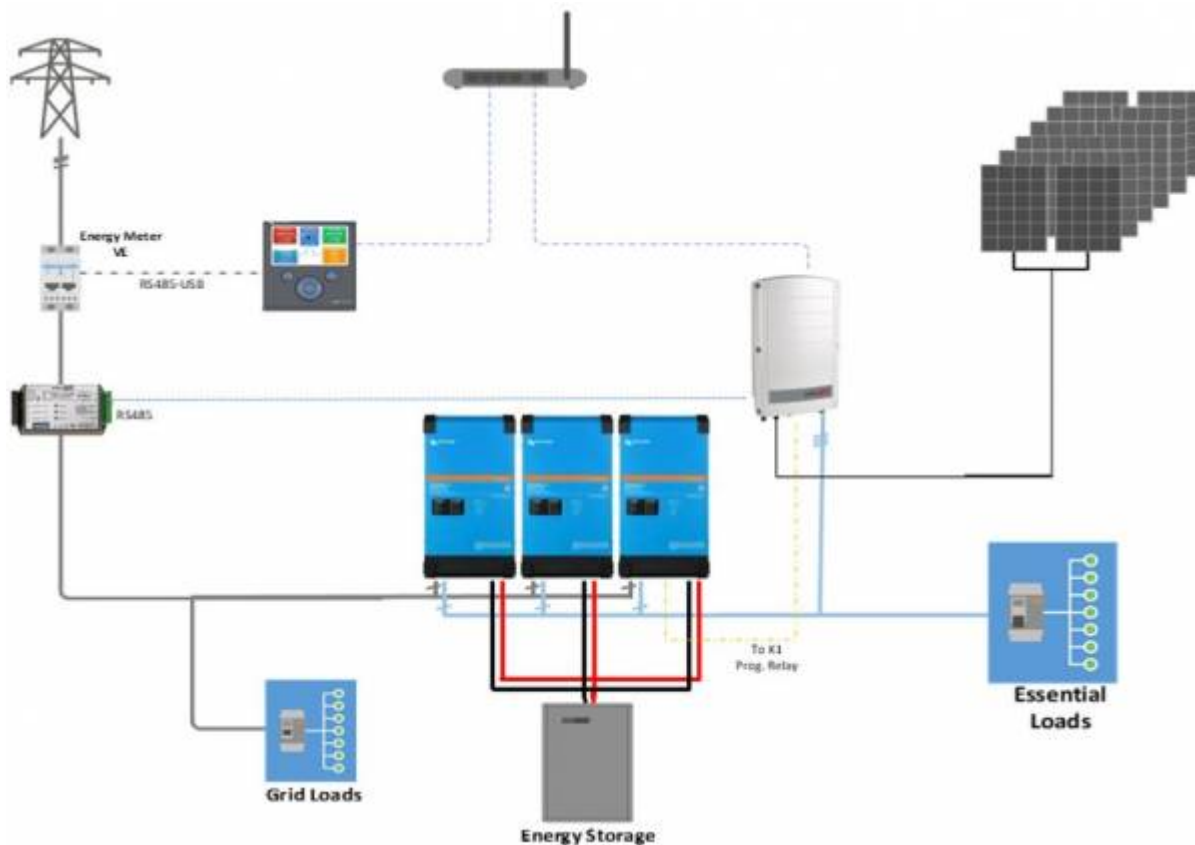 Energy Meter
VE
RS485-USB
RS485
To K1
Prog. Relay
Essential
Loads
Grid Loads
Energy Storage